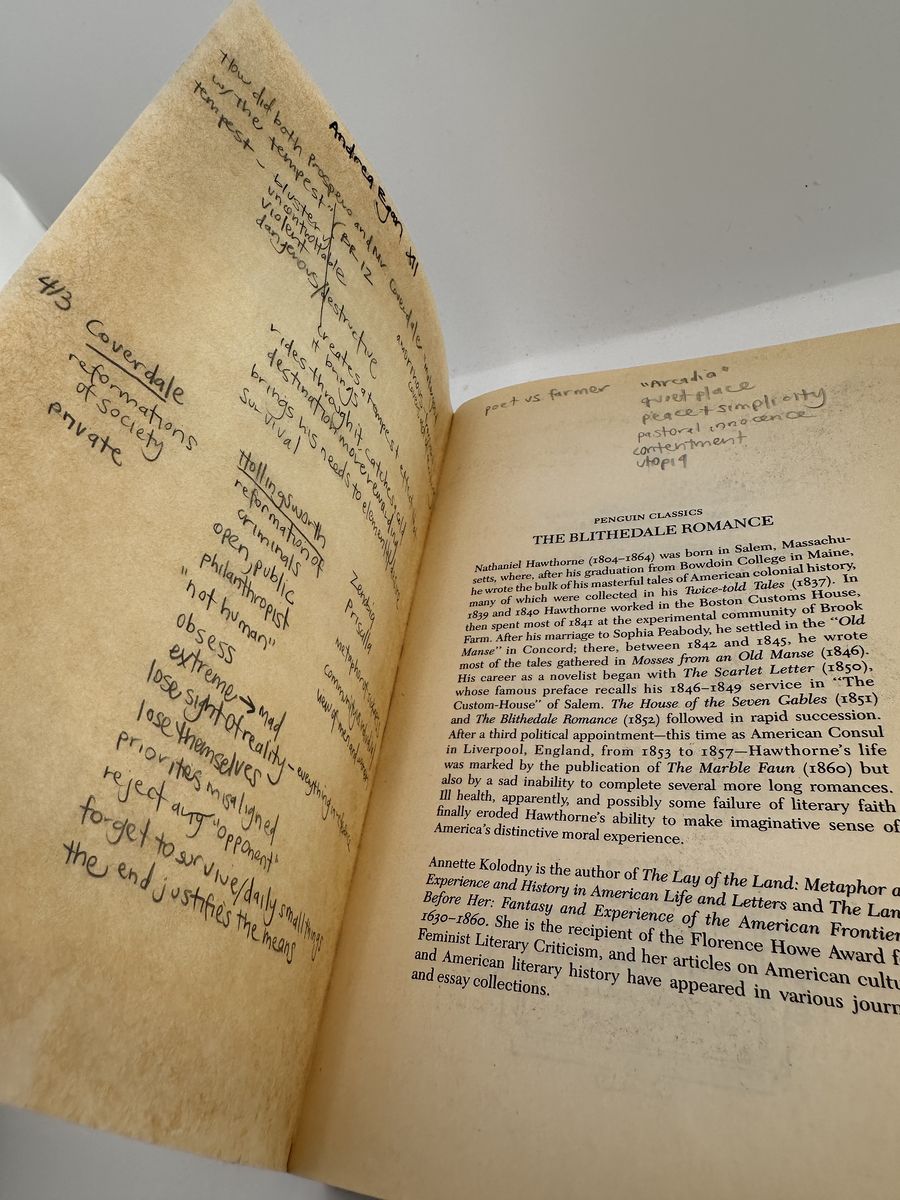 Andrea Egan XII
How did both Prospero and Mr Coverdale
w/ "the tempest" (BR 12
tempest -
blustery
uncontrollable
violent
dangerous/destructive
creates a tempest
it brings
rides through it, catches cold
destination more rewarding
brings his needs to
survival
4/3
Coverdale
reformations
of society
private
Hollingsworth
reformation of
criminals
open, public
philanthropist
"not human"
obsess
extreme → mad
lose sight of reality - everything
lose themselves
priorities misaligned
reject any "opponent"
forget to survive/daily small things
the end justifies the means
Zenobia
Priscilla
poet vs farmer
"Arcadia"
quiet place
peace + simplicity
pastoral innocence
contentment
utopia
PENGUIN CLASSICS
THE BLITHEDALE ROMANCE
Nathaniel Hawthorne (1804–1864) was born in Salem, Massachu-
setts, where, after his graduation from Bowdoin College in Maine,
he wrote the bulk of his masterful tales of American colonial history,
many of which were collected in his Twice-told Tales (1837). In
1839 and 1840 Hawthorne worked in the Boston Customs House,
then spent most of 1841 at the experimental community of Brook
Farm. After his marriage to Sophia Peabody, he settled in the "Old
Manse" in Concord; there, between 1842 and 1845, he wrote
most of the tales gathered in Mosses from an Old Manse (1846).
His career as a novelist began with The Scarlet Letter (1850),
whose famous preface recalls his 1846–1849 service in "The
Custom-House" of Salem. The House of the Seven Gables (1851)
and The Blithedale Romance (1852) followed in rapid succession.
After a third political appointment—this time as American Consul
in Liverpool, England, from 1853 to 1857—Hawthorne's life
was marked by the publication of The Marble Faun (1860) but
also by a sad inability to complete several more long romances.
Ill health, apparently, and possibly some failure of literary faith
finally eroded Hawthorne's ability to make imaginative sense of
America's distinctive moral experience.
Annette Kolodny is the author of The Lay of the Land: Metaphor a
Experience and History in American Life and Letters and The Lan
Before Her: Fantasy and Experience of the American Frontier
1630–1860. She is the recipient of the Florence Howe Award f
Feminist Literary Criticism, and her articles on American cultu
and American literary history have appeared in various journ
and essay collections.